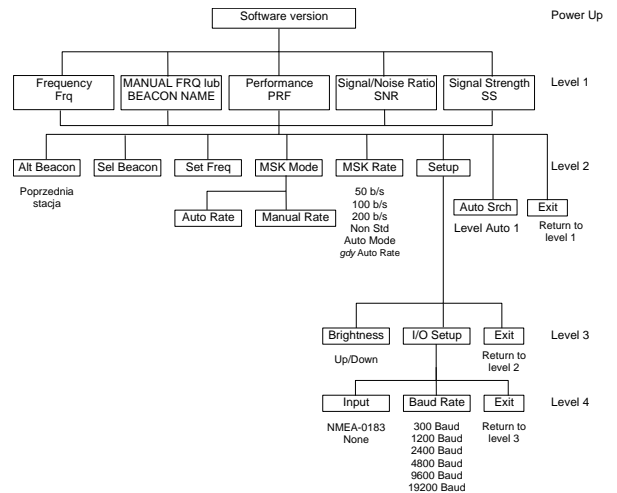 Software version
Power Up
Frequency
Frq
MANUAL FRQ lub
BEACON NAME
Performance
PRF
Signal/Noise Ratio
SNR
Signal Strength
SS
Level 1
Alt Beacon
Sel Beacon
Set Freq
MSK Mode
MSK Rate
Setup
Level 2
Poprzednia
stacja
Auto Rate
Manual Rate
50 b/s
100 b/s
200 b/s
Non Std
Auto Mode
gdy Auto Rate
Auto Srch
Level Auto 1
Exit
Return to
level 1
Brightness
I/O Setup
Exit
Level 3
Up/Down
Return to
level 2
Input
Baud Rate
Exit
Level 4
NMEA-0183
None
300 Baud
1200 Baud
2400 Baud
4800 Baud
9600 Baud
19200 Baud
Return to
level 3